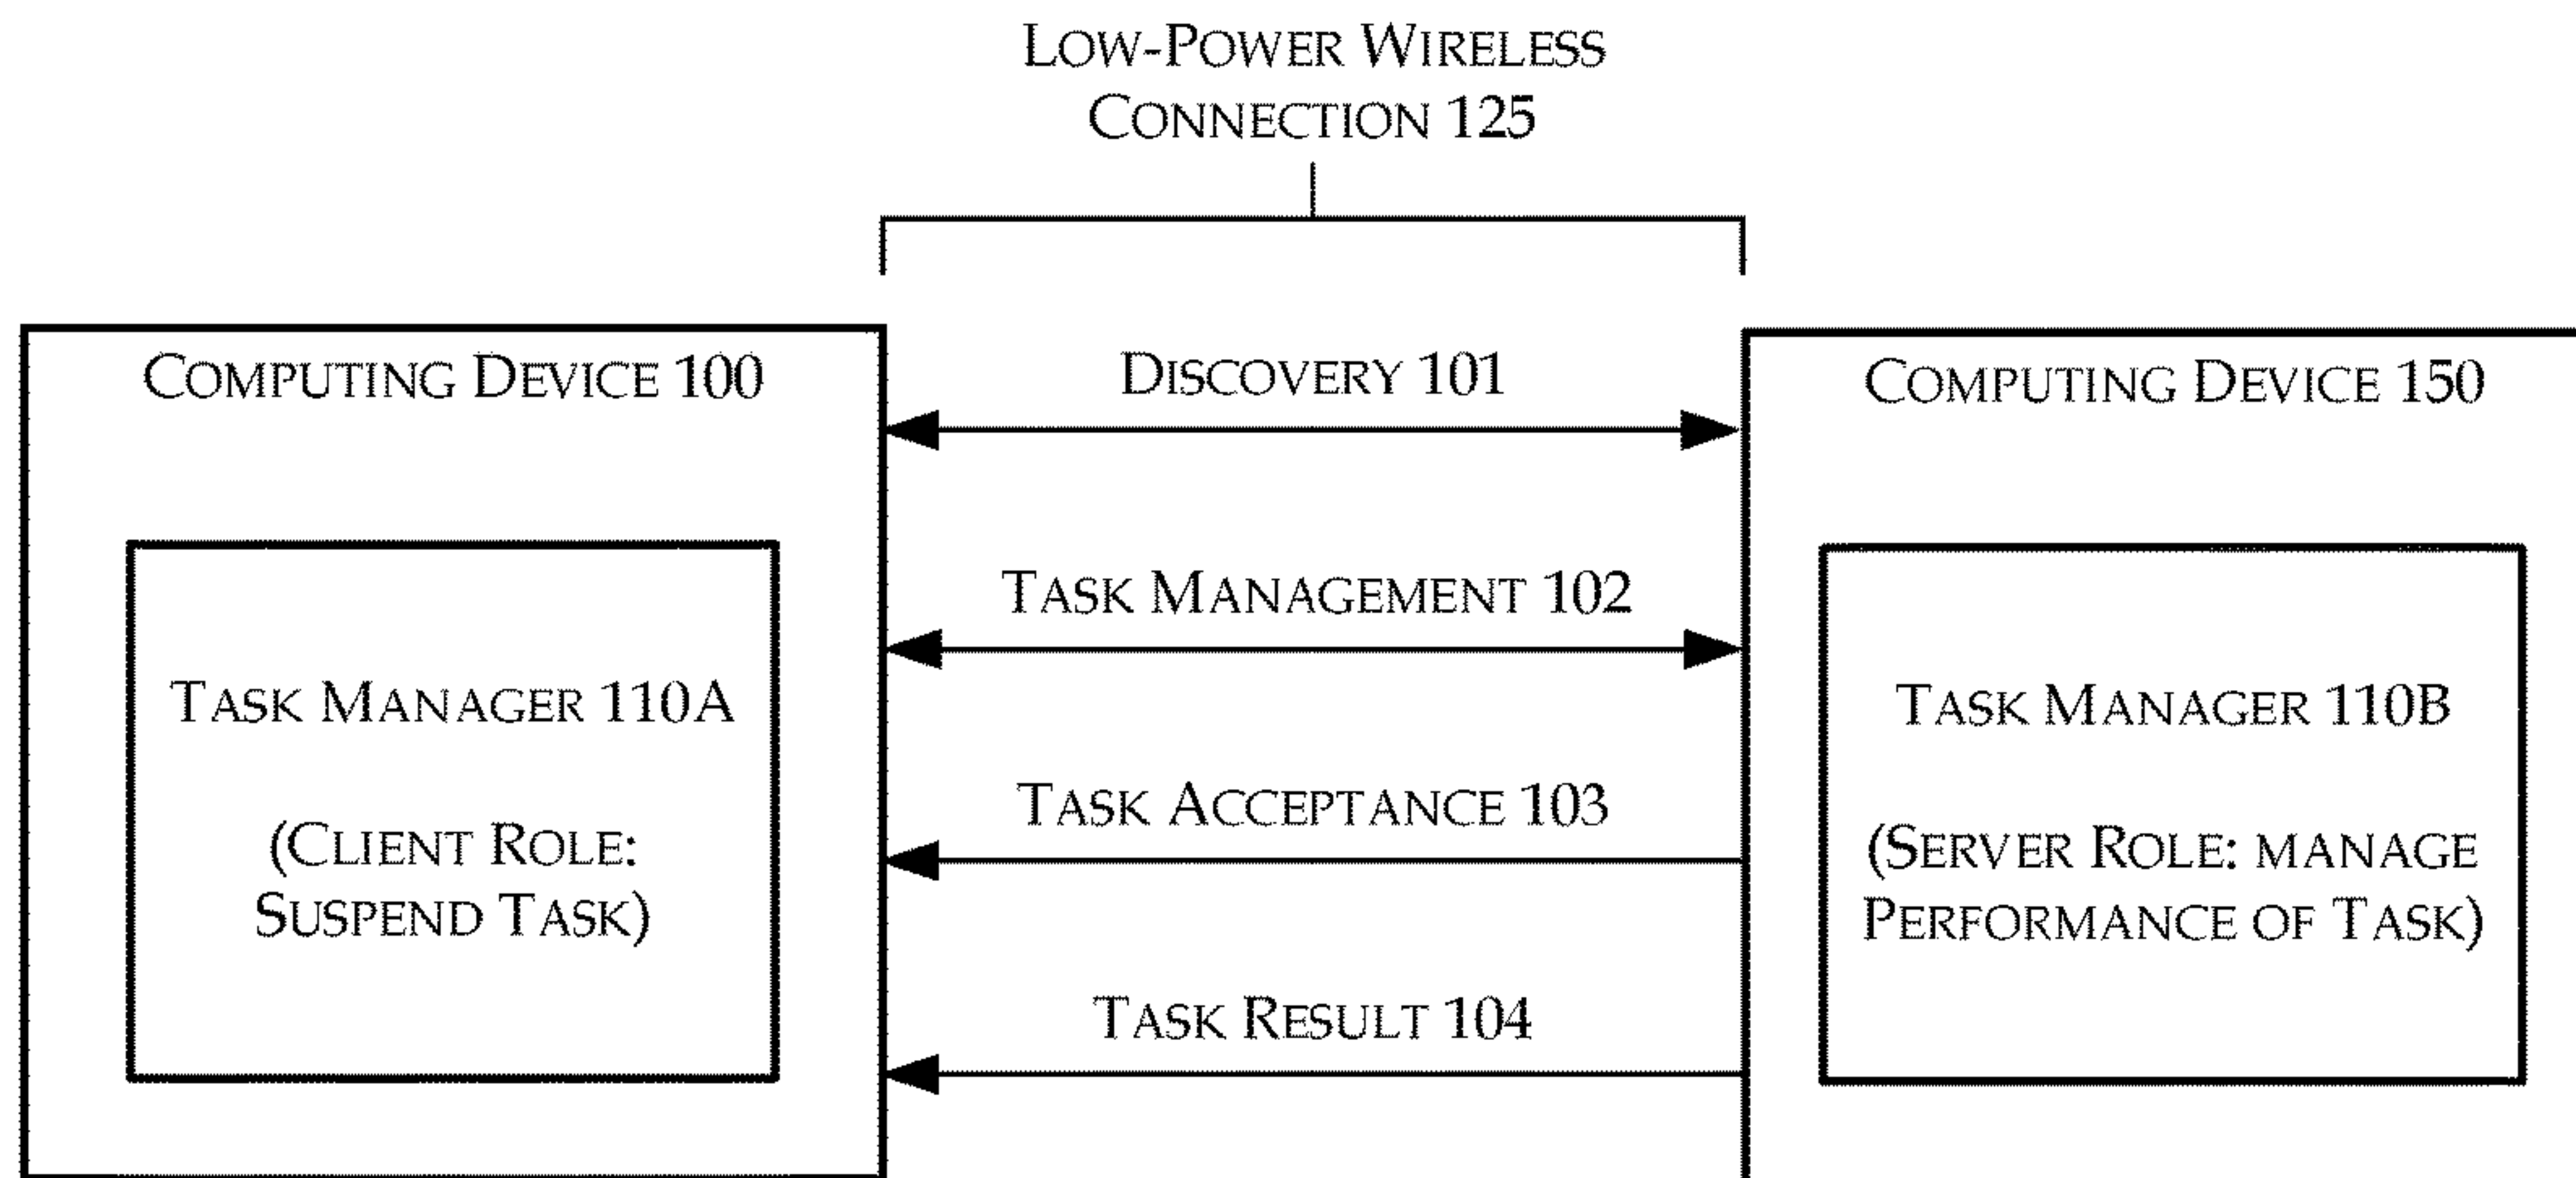 LOW-POWER WIRELESS
CONNECTION 125
COMPUTING DEVICE 100
DISCOVERY 101
COMPUTING DEVICE 150
TASK MANAGEMENT 102
TASK MANAGER 110A
(CLIENT ROLE:
SUSPEND TASK)
TASK ACCEPTANCE 103
TASK RESULT 104
TASK MANAGER 110B
(SERVER ROLE: MANAGE
PERFORMANCE OF TASK)